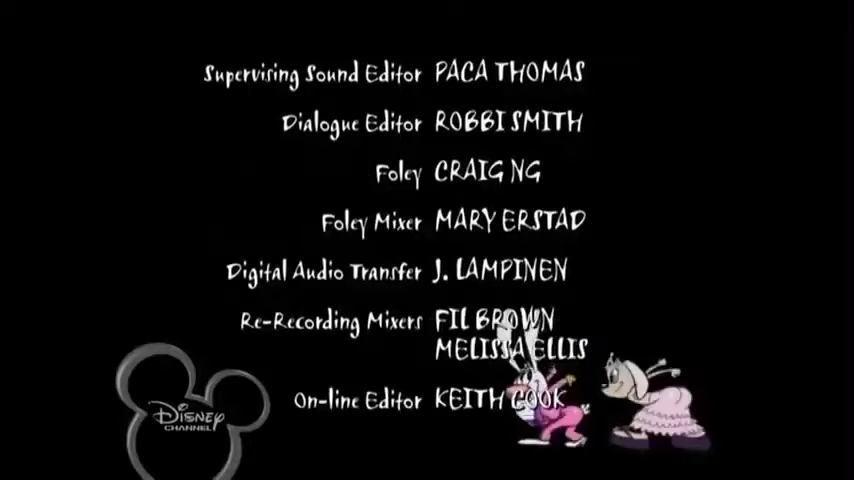 Supervising Sound Editor PACA THOMAS
Dialogue Editor ROBBI SMITH
Foley CRAIG NG
Foley Mixer MARY ERSTAD
Digital Audio Transfer J. LAMPINEN
Re-Recording Mixers FIL BROWN
MELISSA ELLIS
On-line Editor KEITH COOK
DISNEY
CHANNEL